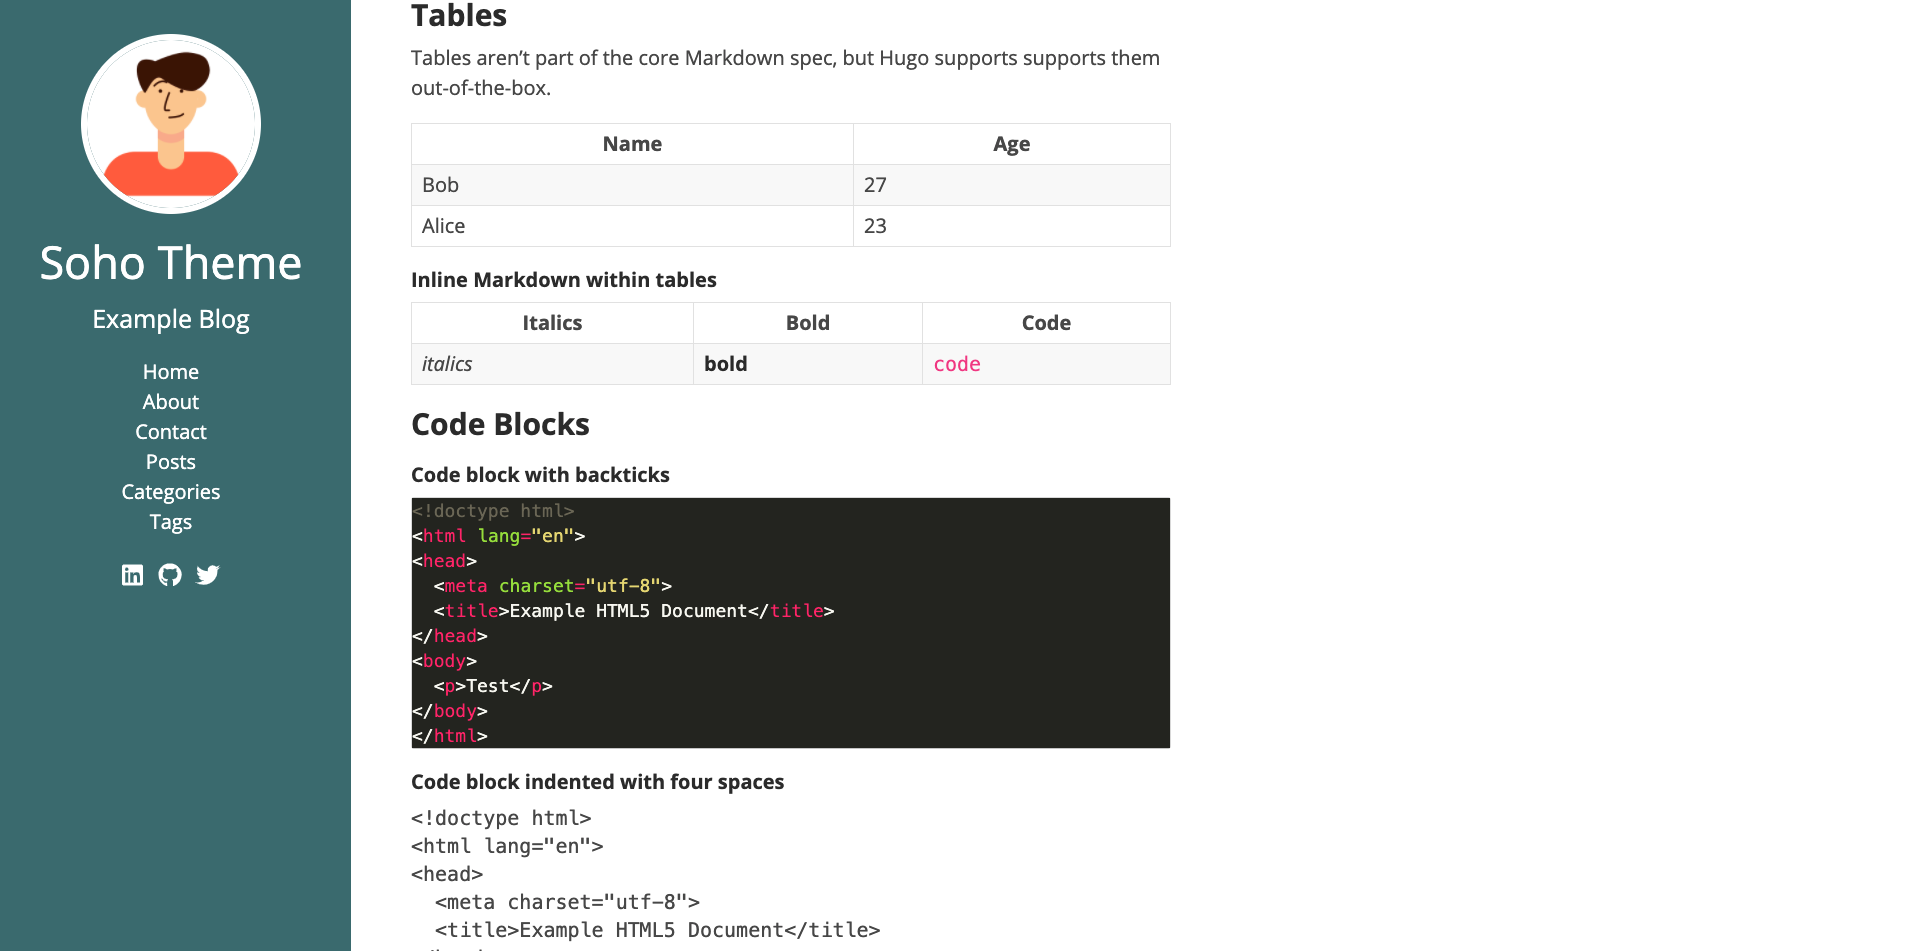 Soho Theme
Example Blog
Home
About
Contact
Posts
Categories
Tags
Tables
Tables aren’t part of the core Markdown spec, but Hugo supports supports them
out-of-the-box.
Name Age
Bob 27
Alice 23
Inline Markdown within tables
Italics Bold Code
italics bold code
Code Blocks
Code block with backticks
<!doctype html>
<html lang="en">
<head>
  <meta charset="utf-8">
  <title>Example HTML5 Document</title>
</head>
<body>
  <p>Test</p>
</body>
</html>
Code block indented with four spaces
<!doctype html>
<html lang="en">
<head>
  <meta charset="utf-8">
  <title>Example HTML5 Document</title>